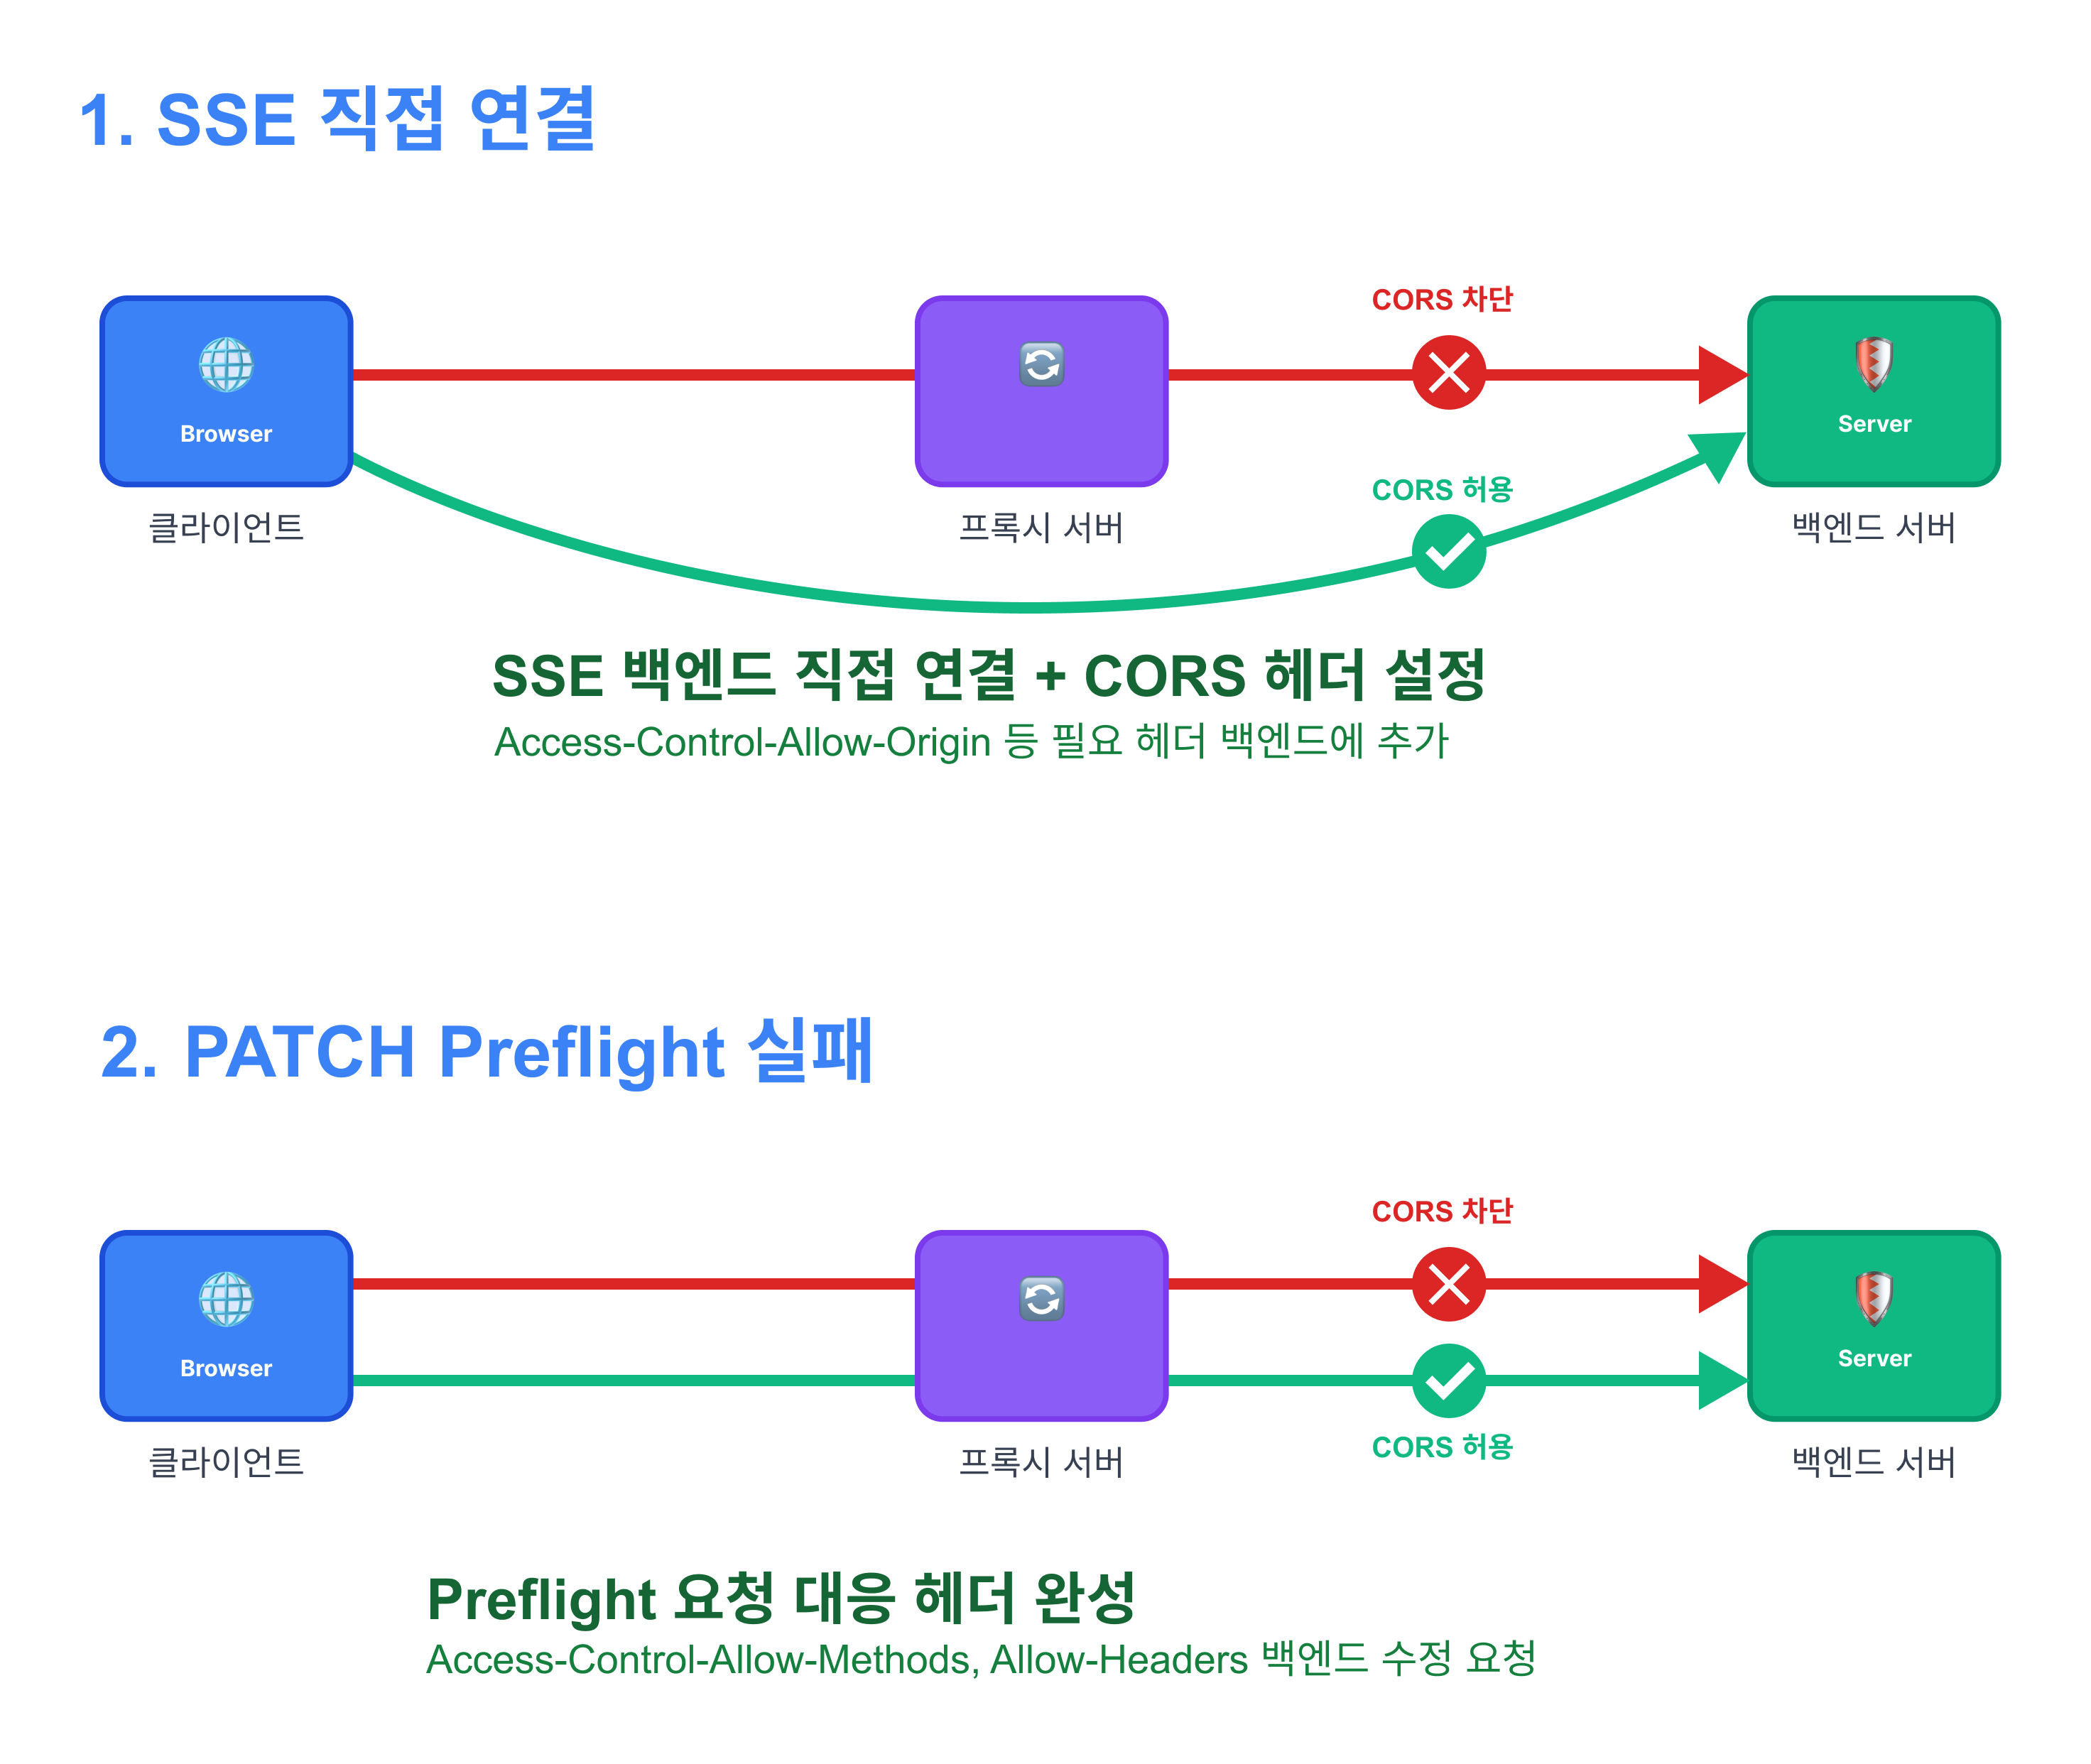 1. SSE 직접 연결
CORS 차단
Browser
Server
CORS 허용
클라이언트
프록시 서버
백엔드 서버
SSE 백엔드 직접 연결 + CORS 헤더 설정
Access-Control-Allow-Origin 등 필요 헤더 백엔드에 추가
2. PATCH Preflight 실패
CORS 차단
Browser
Server
CORS 허용
클라이언트
프록시 서버
백엔드 서버
Preflight 요청 대응 헤더 완성
Access-Control-Allow-Methods, Allow-Headers 백엔드 수정 요청